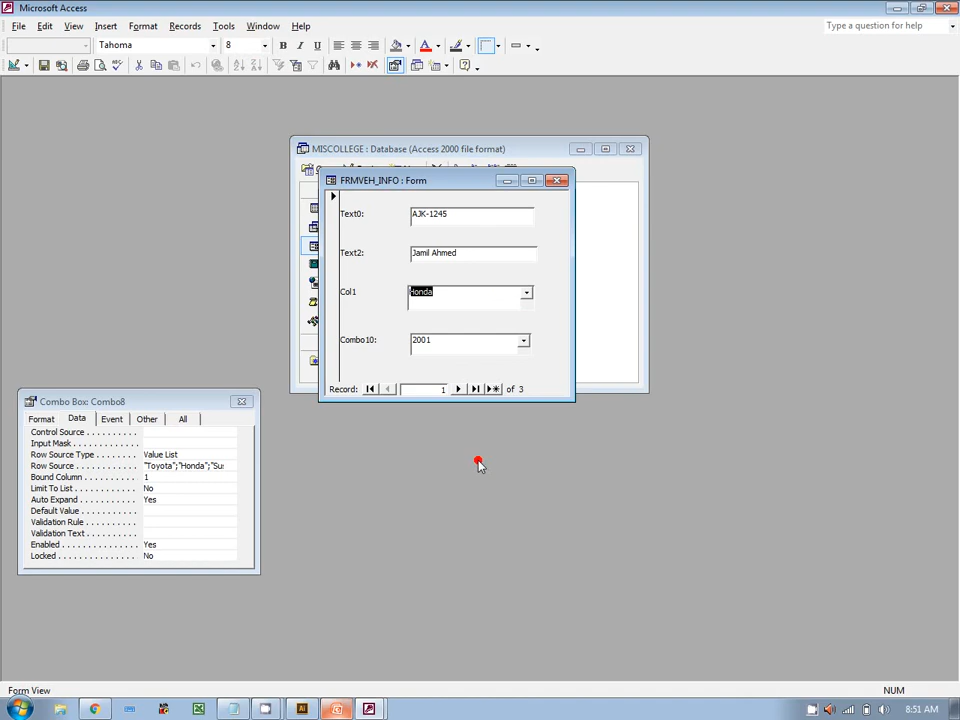 Microsoft Access
File Edit View Insert Format Records Tools Window Help Type a question for help
Tahoma 8 B I U A
MISCOLLEGE : Database (Access 2000 file format)
FRMVEH_INFO : Form
Text0: AJK-1245
Text2: Jamil Ahmed
Col1 Honda
Combo10: 2001
Record: 1 of 3
Combo Box: Combo8
Format Data Event Other All
Control Source . . . . . . . . . .
Input Mask . . . . . . . . . . . .
Row Source Type . . . . . . . . Value List
Row Source . . . . . . . . . . . "Toyota";"Honda";"Sus
Bound Column . . . . . . . . . . 1
Limit To List . . . . . . . . . . . No
Auto Expand . . . . . . . . . . . Yes
Default Value . . . . . . . . . . .
Validation Rule . . . . . . . . . .
Validation Text . . . . . . . . . .
Enabled . . . . . . . . . . . . . . Yes
Locked . . . . . . . . . . . . . . No
Form View NUM
8:51 AM